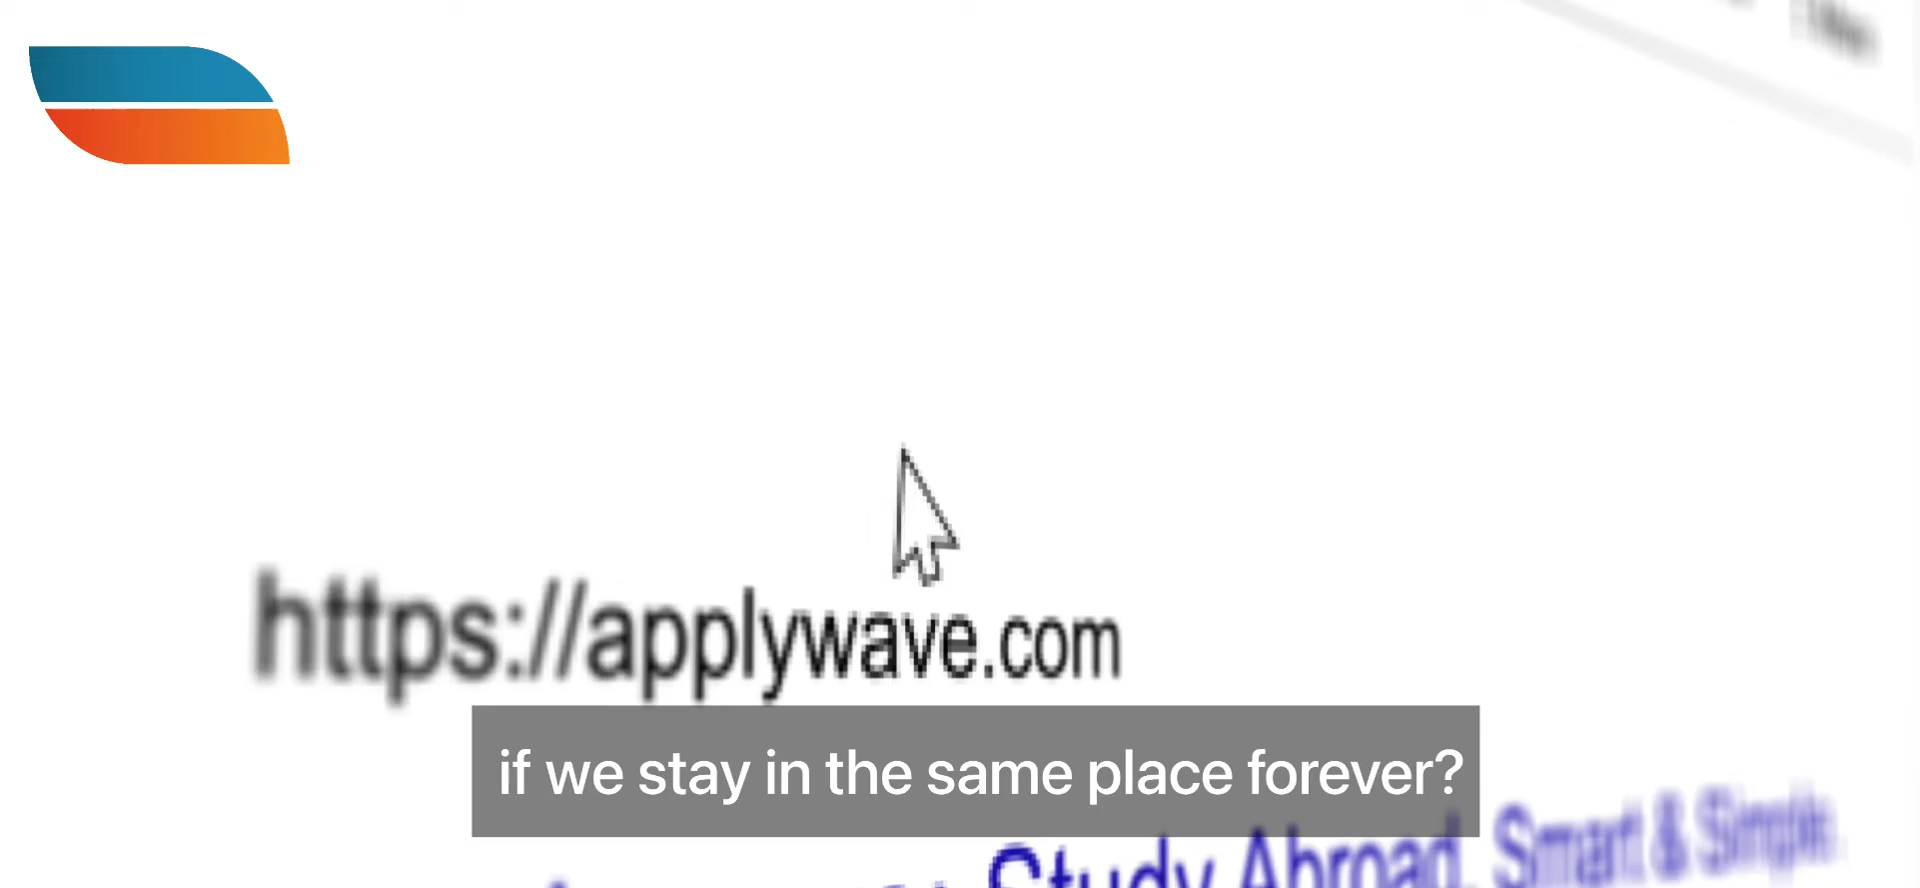 https://applywave.com
if we stay in the same place forever?
Study Abroad, Smart & Simple